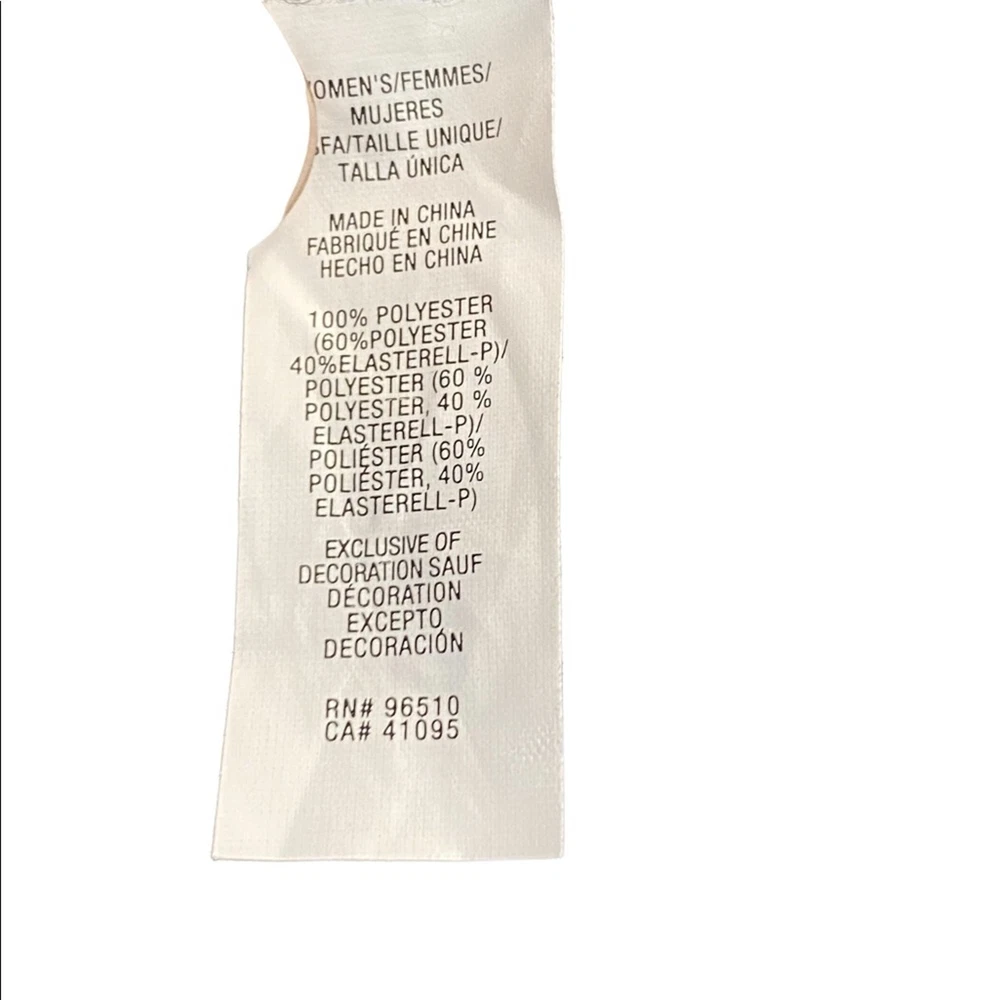 OMEN'S/FEMMES/
MUJERES
SFA/TAILLE UNIQUE/
TALLA ÚNICA
MADE IN CHINA
FABRIQUÉ EN CHINE
HECHO EN CHINA
100% POLYESTER
(60%POLYESTER
40%ELASTERELL-P)/
POLYESTER (60 %
POLYESTER, 40 %
ELASTERELL-P)/
POLIÉSTER (60%
POLIÉSTER, 40%
ELASTERELL-P)
EXCLUSIVE OF
DECORATION SAUF
DÉCORATION
EXCEPTO
DECORACIÓN
RN# 96510
CA# 41095